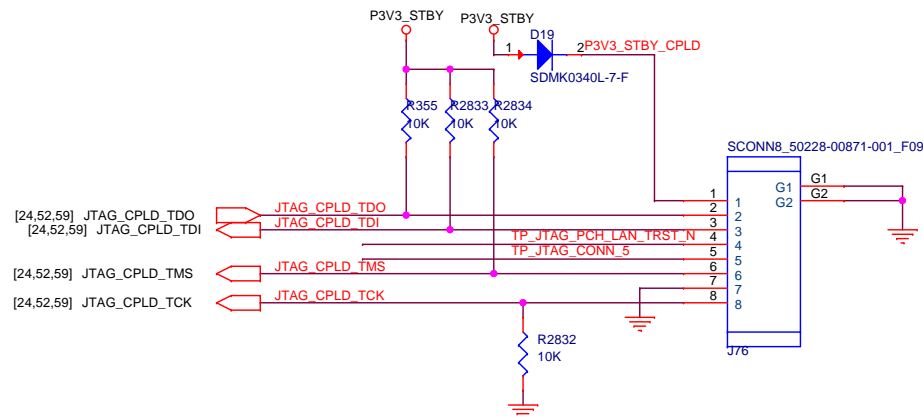 P3V3_STBY
P3V3_STBY
D19
1
2
P3V3_STBY_CPLD
SDMK0340L-7-F
R355
10K
R2833
10K
R2834
10K
SCONN8_50228-00871-001_F09
[24,52,59] JTAG_CPLD_TDO
JTAG_CPLD_TDO
[24,52,59] JTAG_CPLD_TDI
JTAG_CPLD_TDI
TP_JTAG_PCH_LAN_TRST_N
TP_JTAG_CONN_5
[24,52,59] JTAG_CPLD_TMS
JTAG_CPLD_TMS
[24,52,59] JTAG_CPLD_TCK
JTAG_CPLD_TCK
1
2
3
4
5
6
7
8
1
2
3
4
5
6
7
8
G1
G2
G1
G2
J76
R2832
10K